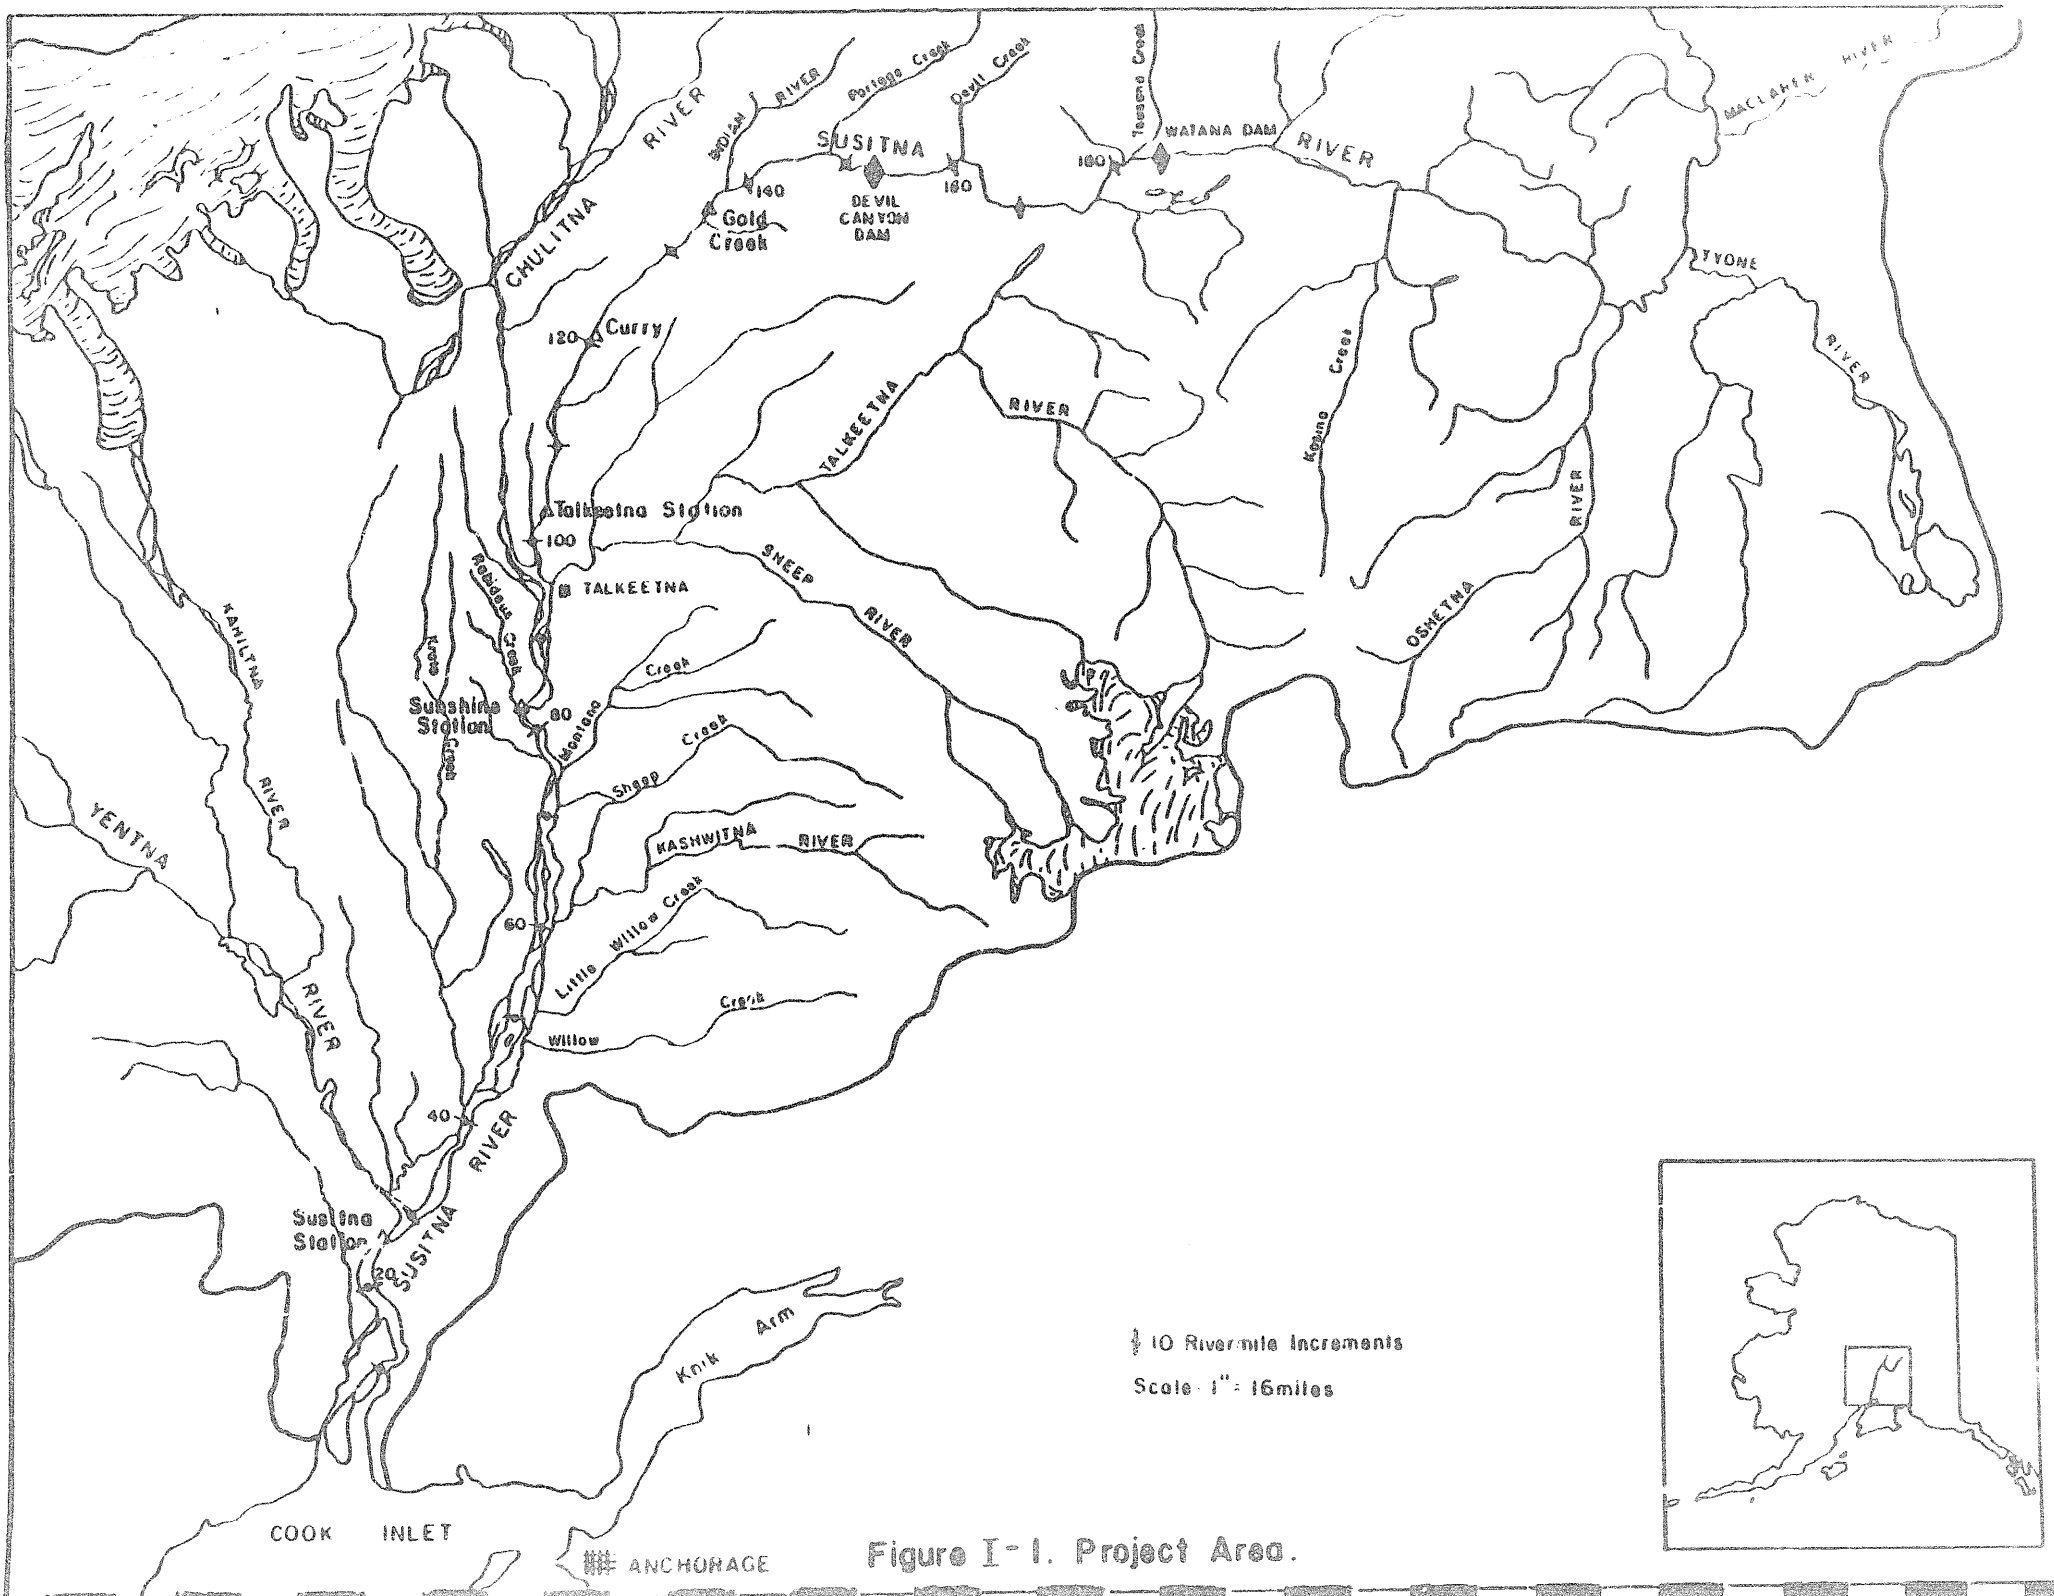 MACLAREN RIVER
Tsusena Creek
Portage Creek
Devil Creek
INDIAN RIVER
RIVER
CHULITNA
SUSITNA
WATANA DAM
RIVER
180
160
140
DEVIL
CANYON
DAM
Gold
Creek
TYONE
RIVER
120
Curry
TALKEETNA
RIVER
Kosina Creek
RIVER
OSHETNA
Talkeetna Station
100
TALKEETNA
SHEEP
RIVER
Rabideux
Creek
KAHILTNA
RIVER
Kroto
Creek
Sunshine
Station
80
Montana
Creek
Sheep
Creek
YENTNA
RIVER
KASHWITNA RIVER
60
Little Willow Creek
Willow
Creek
40
RIVER
SUSITNA
Susitna
Station
20
Knik Arm
10 Rivermile Increments
Scale 1" = 16miles
COOK INLET
ANCHORAGE
Figure I-1. Project Area.